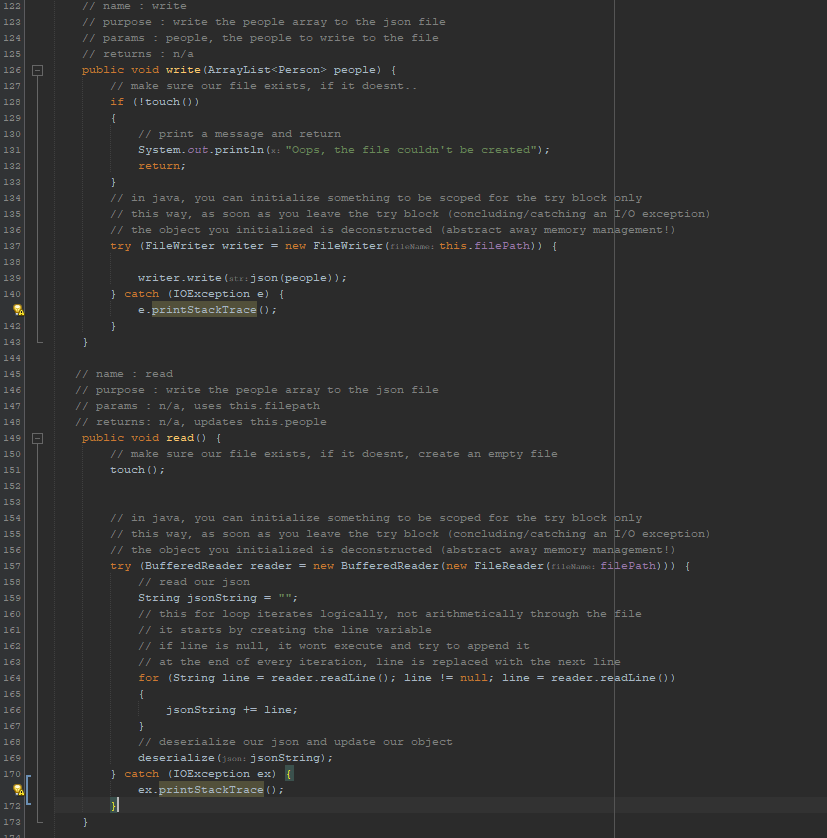 122 // name : write
123 // purpose : write the people array to the json file
124 // params : people, the people to write to the file
125 // returns : n/a
126 public void write(ArrayList<Person> people) {
127 // make sure our file exists, if it doesnt..
128 if (!touch())
129 {
130 // print a message and return
131 System.out.println(x: "Oops, the file couldn't be created");
132 return;
133 }
134 // in java, you can initialize something to be scoped for the try block only
135 // this way, as soon as you leave the try block (concluding/catching an I/O exception)
136 // the object you initialized is deconstructed (abstract away memory management!)
137 try (FileWriter writer = new FileWriter(fileName: this.filePath)) {
138
139 writer.write(str: json(people));
140 } catch (IOException e) {
e.printStackTrace();
142 }
143 }
144
145 // name : read
146 // purpose : write the people array to the json file
147 // params : n/a, uses this.filepath
148 // returns: n/a, updates this.people
149 public void read() {
150 // make sure our file exists, if it doesnt, create an empty file
151 touch();
152
153
154 // in java, you can initialize something to be scoped for the try block only
155 // this way, as soon as you leave the try block (concluding/catching an I/O exception)
156 // the object you initialized is deconstructed (abstract away memory management!)
157 try (BufferedReader reader = new BufferedReader(new FileReader(fileName: filePath))) {
158 // read our json
159 String jsonString = "";
160 // this for loop iterates logically, not arithmetically through the file
161 // it starts by creating the line variable
162 // if line is null, it wont execute and try to append it
163 // at the end of every iteration, line is replaced with the next line
164 for (String line = reader.readLine(); line != null; line = reader.readLine())
165 {
166 jsonString += line;
167 }
168 // deserialize our json and update our object
169 deserialize(json: jsonString);
170 } catch (IOException ex) {
ex.printStackTrace();
172 }
173 }